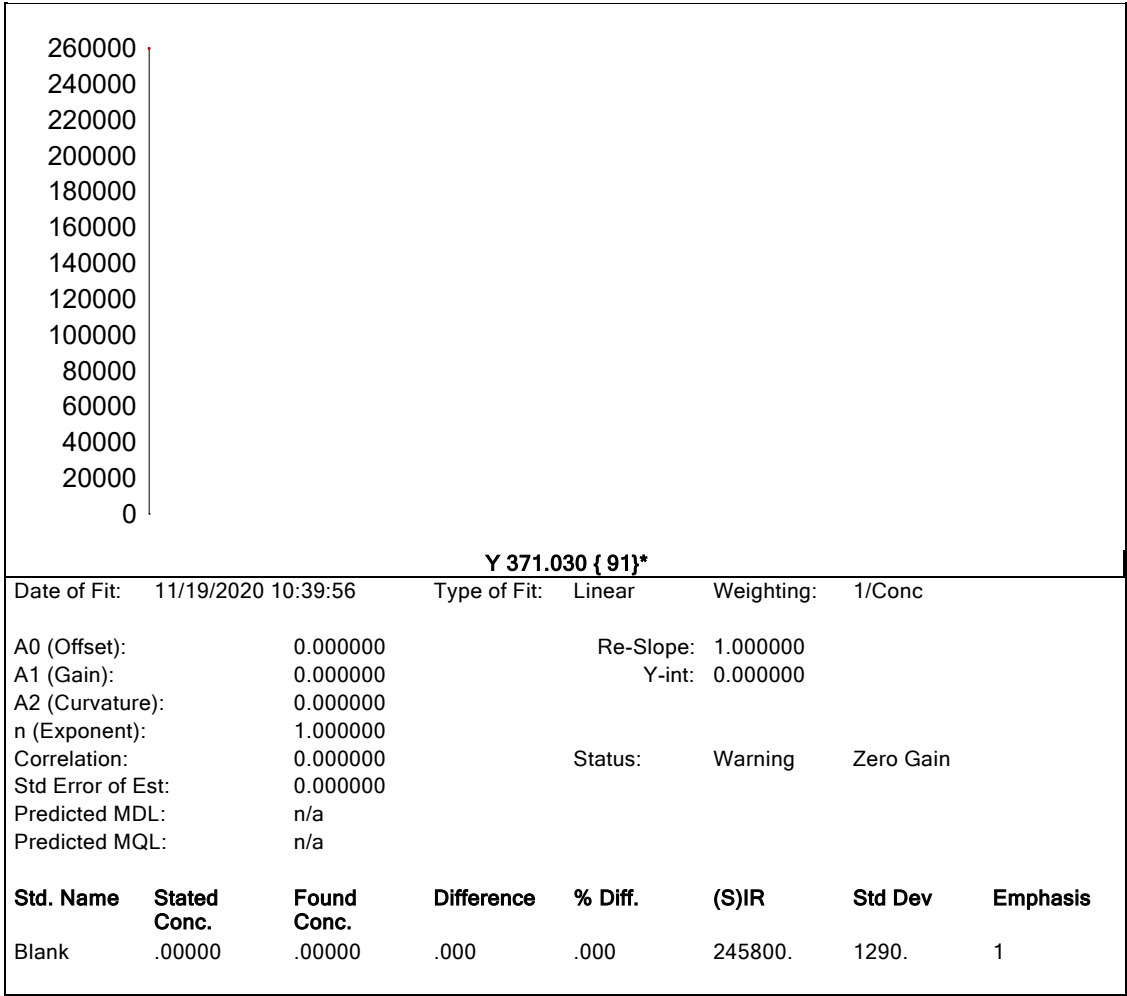 260000
240000
220000
200000
180000
160000
140000
120000
100000
80000
60000
40000
20000
0
Y 371.030 { 91}*
Date of Fit: 11/19/2020 10:39:56 Type of Fit: Linear Weighting: 1/Conc
A0 (Offset): 0.000000 Re-Slope: 1.000000
A1 (Gain): 0.000000 Y-int: 0.000000
A2 (Curvature): 0.000000
n (Exponent): 1.000000
Correlation: 0.000000 Status: Warning Zero Gain
Std Error of Est: 0.000000
Predicted MDL: n/a
Predicted MQL: n/a
Std. Name Stated Found Difference % Diff. (S)IR Std Dev Emphasis
Conc. Conc.
Blank .00000 .00000 .000 .000 245800. 1290. 1